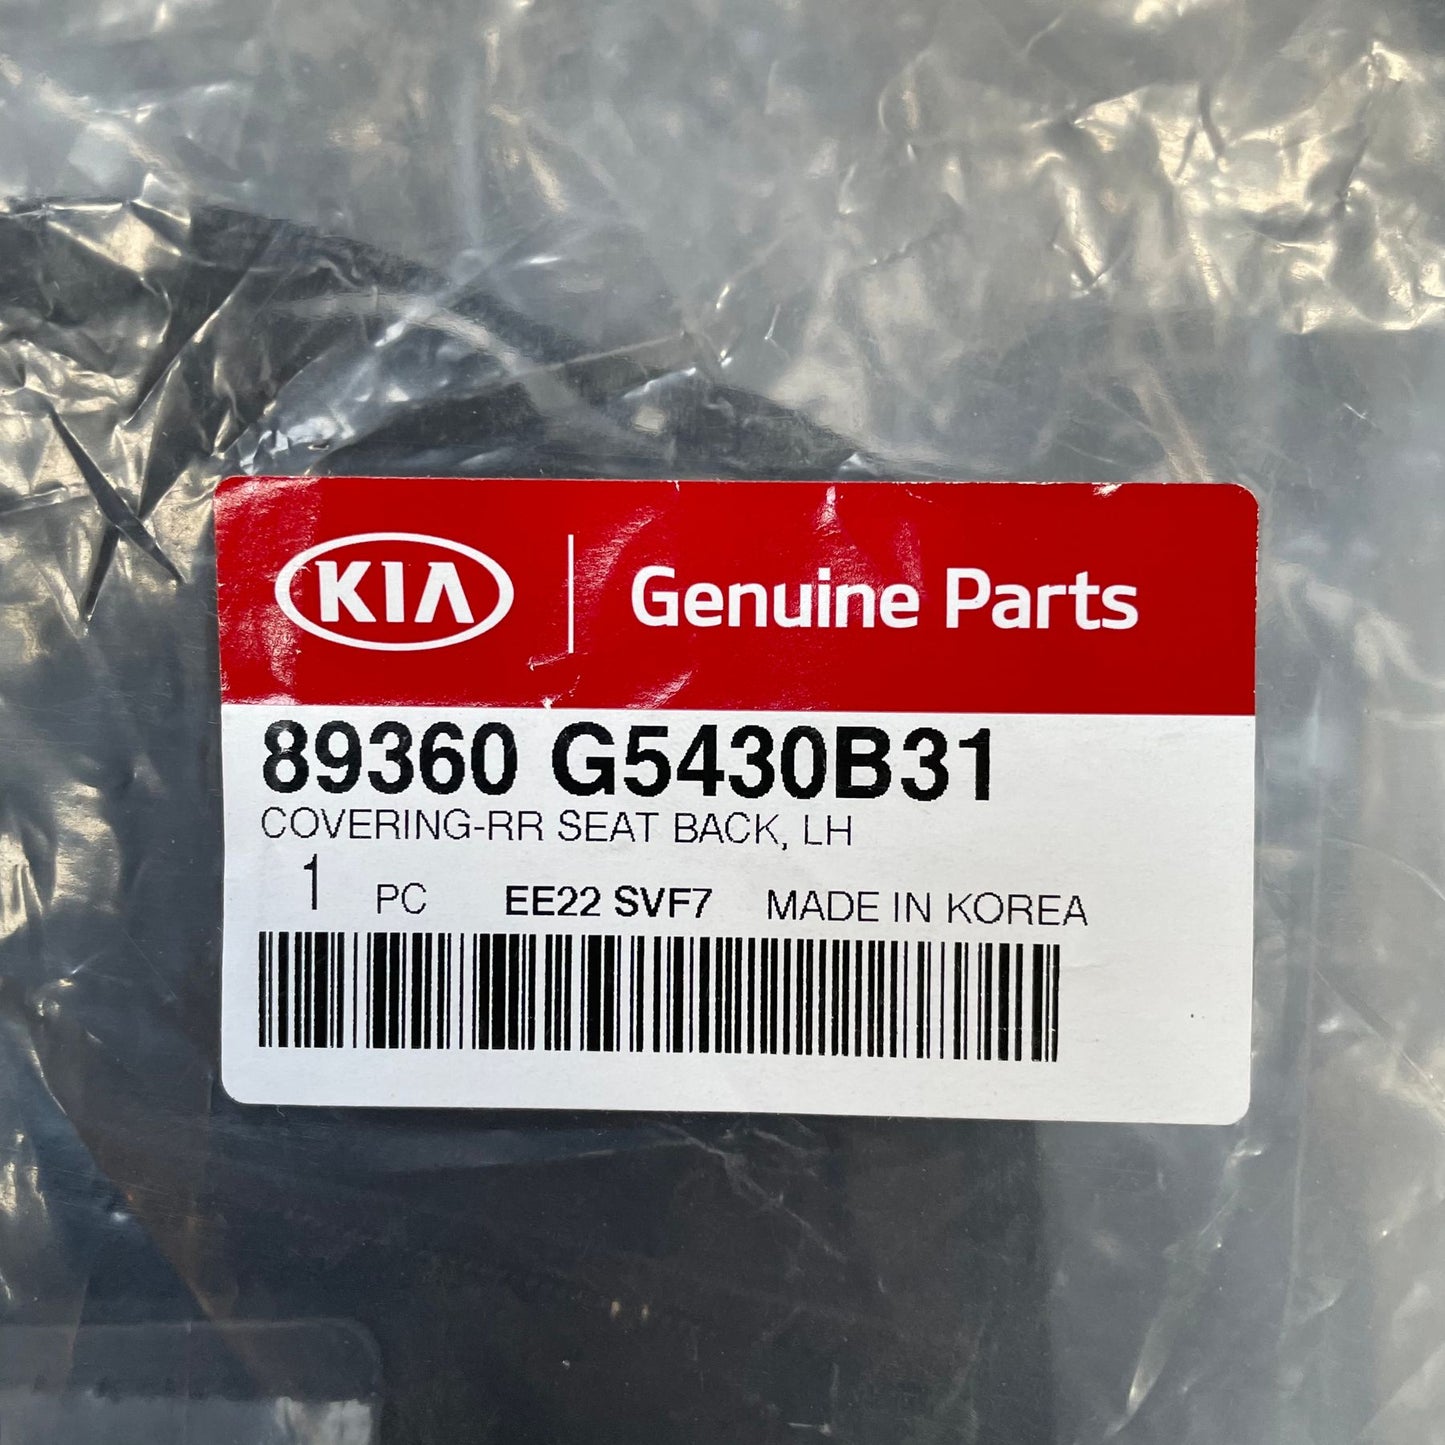 KIA Genuine Parts
89360 G5430B31
COVERING-RR SEAT BACK, LH
1 PC EE22 SVF7 MADE IN KOREA